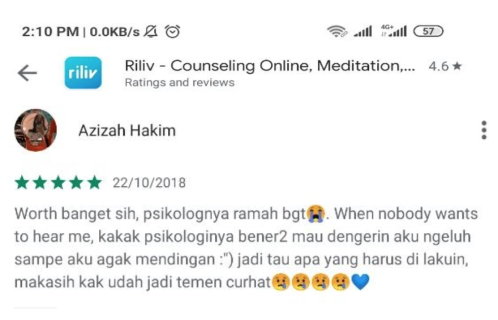 2:10 PM | 0.0KB/s
4G+ 57
riliv
Riliv - Counseling Online, Meditation,... 4.6 ★
Ratings and reviews
Azizah Hakim
★★★★★ 22/10/2018
Worth banget sih, psikolognya ramah bgt😭. When nobody wants
to hear me, kakak psikologinya bener2 mau dengerin aku ngeluh
sampe aku agak mendingan :") jadi tau apa yang harus di lakuin,
makasih kak udah jadi temen curhat😢😢😢😢💙